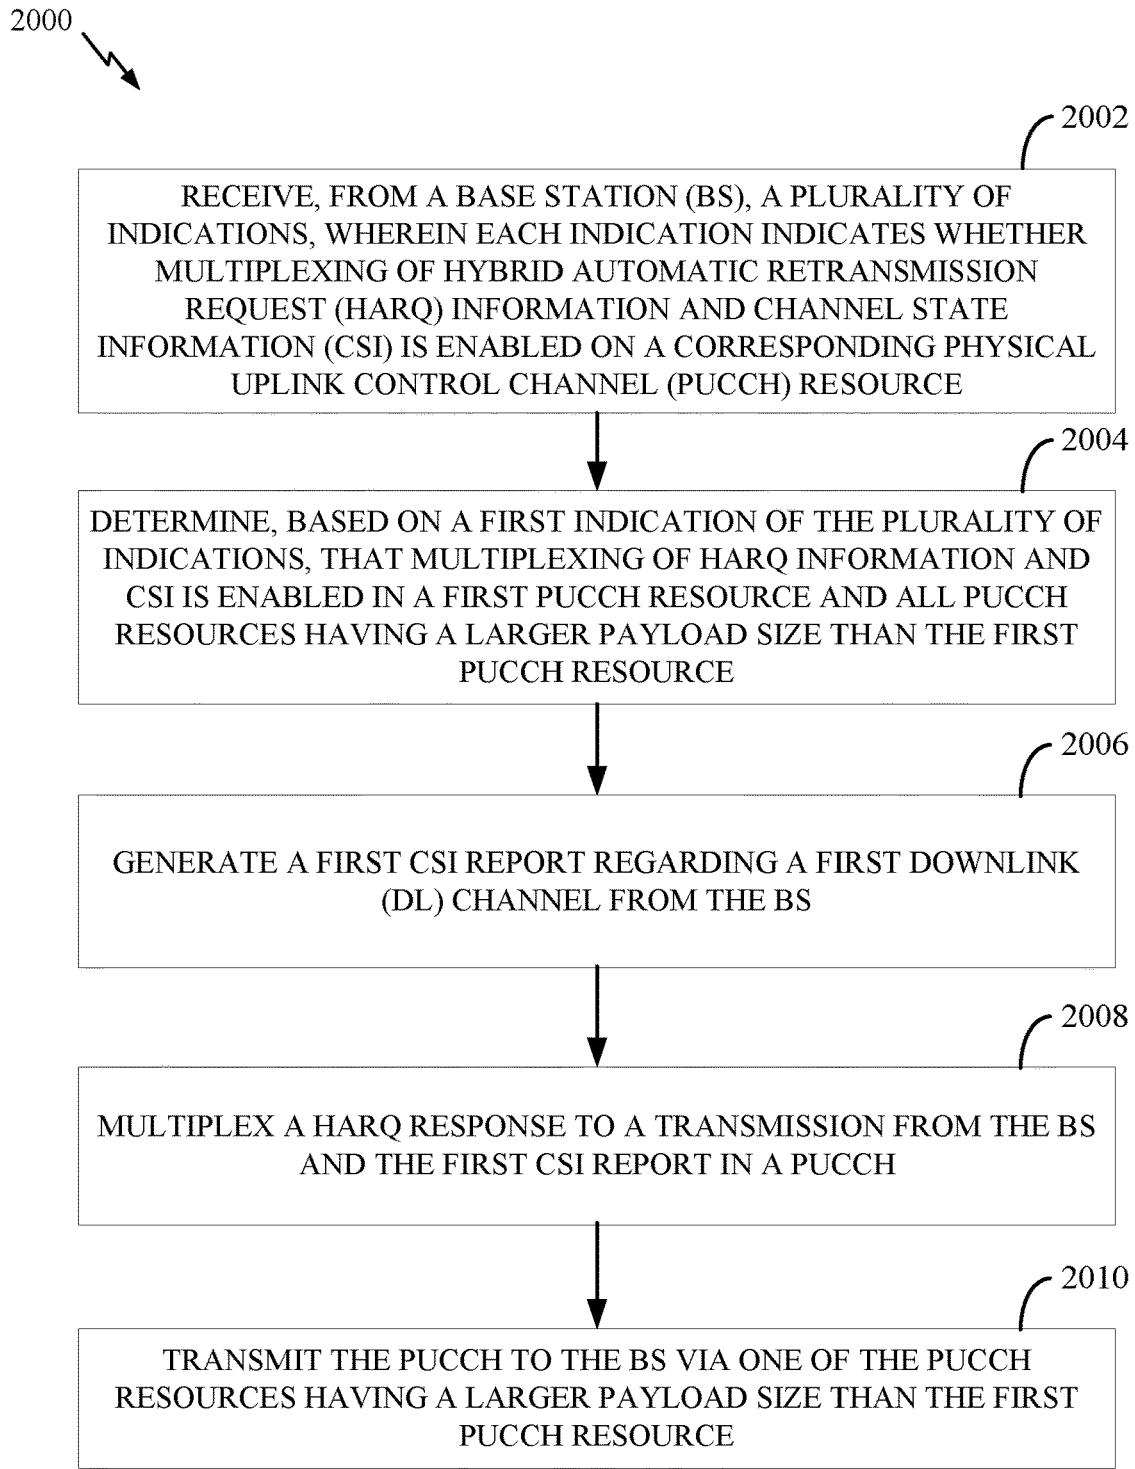 2000
2002
RECEIVE, FROM A BASE STATION (BS), A PLURALITY OF
INDICATIONS, WHEREIN EACH INDICATION INDICATES WHETHER
MULTIPLEXING OF HYBRID AUTOMATIC RETRANSMISSION
REQUEST (HARQ) INFORMATION AND CHANNEL STATE
INFORMATION (CSI) IS ENABLED ON A CORRESPONDING PHYSICAL
UPLINK CONTROL CHANNEL (PUCCH) RESOURCE
2004
DETERMINE, BASED ON A FIRST INDICATION OF THE PLURALITY OF
INDICATIONS, THAT MULTIPLEXING OF HARQ INFORMATION AND
CSI IS ENABLED IN A FIRST PUCCH RESOURCE AND ALL PUCCH
RESOURCES HAVING A LARGER PAYLOAD SIZE THAN THE FIRST
PUCCH RESOURCE
2006
GENERATE A FIRST CSI REPORT REGARDING A FIRST DOWNLINK
(DL) CHANNEL FROM THE BS
2008
MULTIPLEX A HARQ RESPONSE TO A TRANSMISSION FROM THE BS
AND THE FIRST CSI REPORT IN A PUCCH
2010
TRANSMIT THE PUCCH TO THE BS VIA ONE OF THE PUCCH
RESOURCES HAVING A LARGER PAYLOAD SIZE THAN THE FIRST
PUCCH RESOURCE